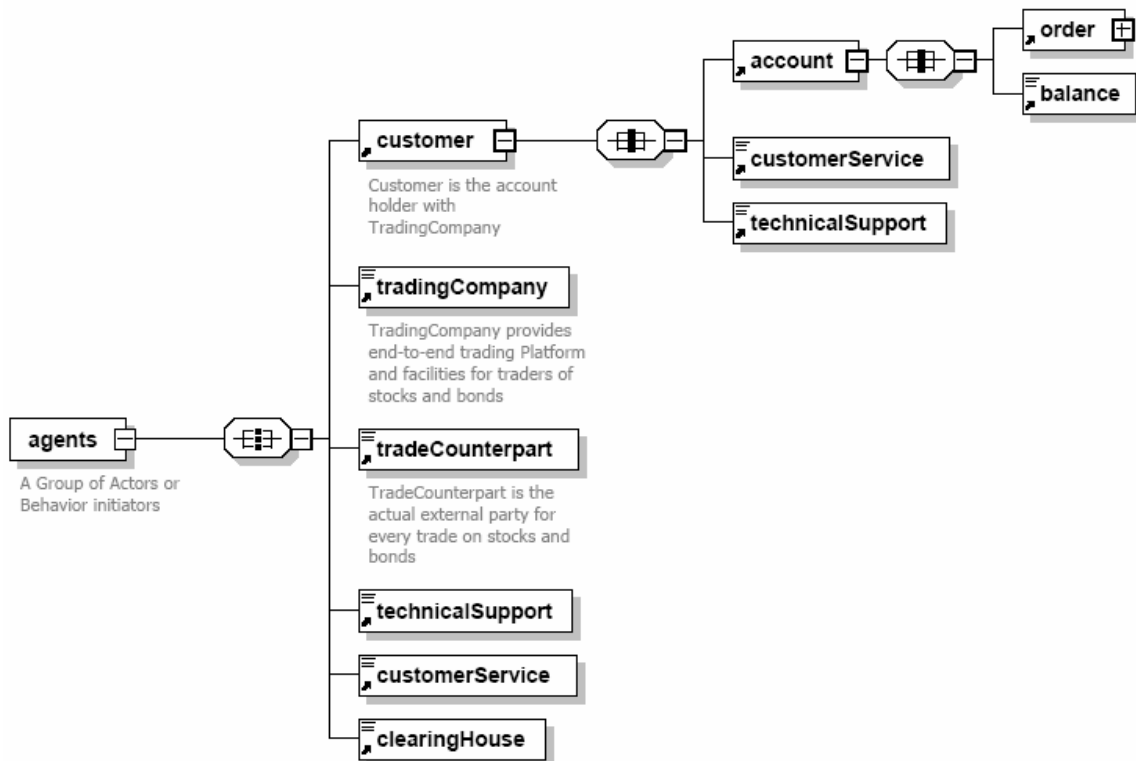 order
account
balance
customer
customerService
Customer is the account
holder with
TradingCompany
technicalSupport
tradingCompany
TradingCompany provides
end-to-end trading Platform
and facilities for traders of
stocks and bonds
agents
A Group of Actors or
Behavior initiators
tradeCounterpart
TradeCounterpart is the
actual external party for
every trade on stocks and
bonds
technicalSupport
customerService
clearingHouse